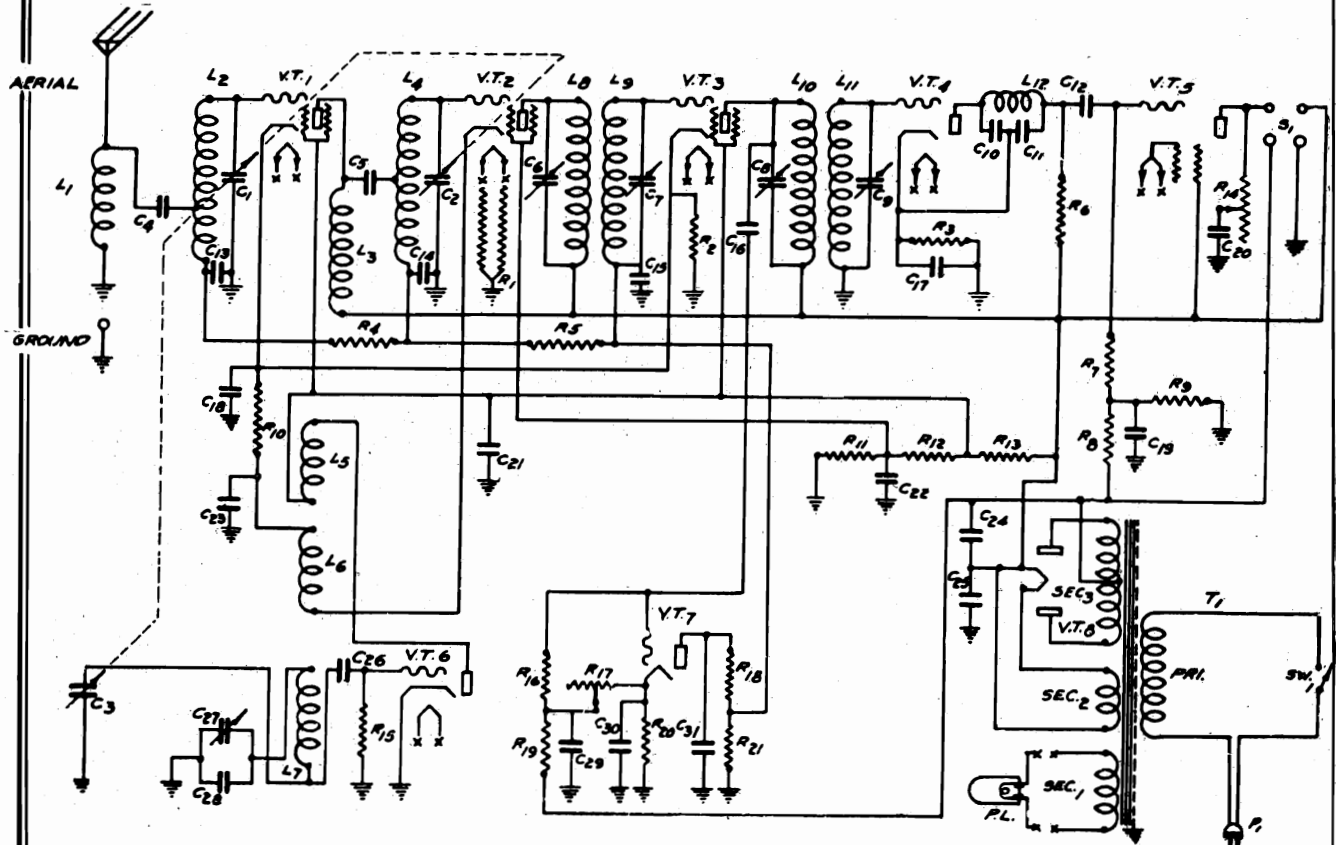 AERIAL
L2 V.T.1 L4 V.T.2 L8 L9 V.T.3 L10 L11 V.T.4 L12 C12 V.T.5
L1 C4 C1 C5 C2 C6 C7 C8 C9 C10 C11 S1
x x x x x x x x
C13 L3 C14 R1 R2 C15 C16 R3 C17 R6 R14 C20
GROUND
R4 R5
C18 R10 L5 C21 R7 R9
R11 R12 R13 R8 C19
C22
C23 L6 C24
C25 SEC.3
V.T.7 V.T.8 T1
V.T.6
C26 R16 R17 R18 SEC.2 PRI. SW.1
C3 C27 x x
L7 R15 R19 C30 R20 C31 R21
C28 C29 SEC.1
P.L. x x
x x P1